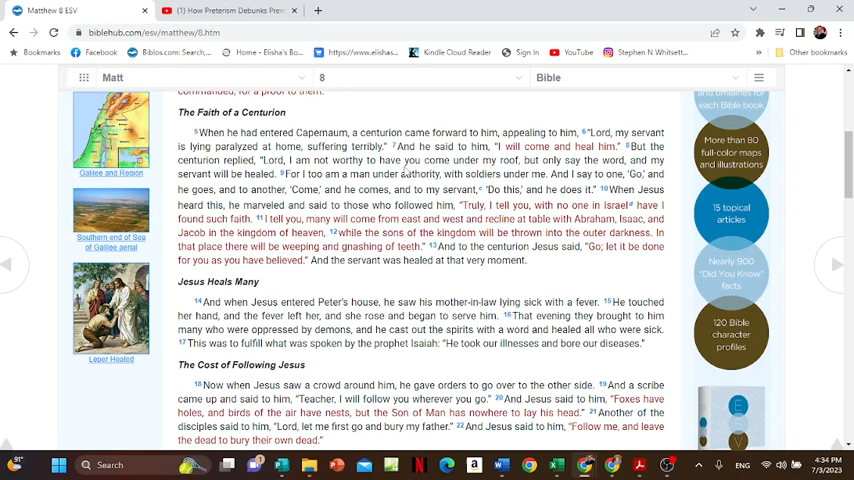 Matthew 8 ESV
(1) How Preterism Debunks Prem
biblehub.com/esv/matthew/8.htm
Bookmarks Facebook Biblos.com: Search,... Home - Elisha's Bo... https://www.elishas... Kindle Cloud Reader Sign In YouTube Stephen N Whitsett... » Other bookmarks
Matt 8 Bible
commanded, for a proof to them.”
The Faith of a Centurion
5When he had entered Capernaum, a centurion came forward to him, appealing to him, 6“Lord, my servant
is lying paralyzed at home, suffering terribly.” 7And he said to him, “I will come and heal him.” 8But the
centurion replied, “Lord, I am not worthy to have you come under my roof, but only say the word, and my
servant will be healed. 9For I too am a man under authority, with soldiers under me. And I say to one, ‘Go,’ and
he goes, and to another, ‘Come,’ and he comes, and to my servant,c ‘Do this,’ and he does it.” 10When Jesus
heard this, he marveled and said to those who followed him, “Truly, I tell you, with no one in Israeld have I
found such faith. 11I tell you, many will come from east and west and recline at table with Abraham, Isaac, and
Jacob in the kingdom of heaven, 12while the sons of the kingdom will be thrown into the outer darkness. In
that place there will be weeping and gnashing of teeth.” 13And to the centurion Jesus said, “Go; let it be done
for you as you have believed.” And the servant was healed at that very moment.
Jesus Heals Many
14And when Jesus entered Peter’s house, he saw his mother-in-law lying sick with a fever. 15He touched
her hand, and the fever left her, and she rose and began to serve him. 16That evening they brought to him
many who were oppressed by demons, and he cast out the spirits with a word and healed all who were sick.
17This was to fulfill what was spoken by the prophet Isaiah: “He took our illnesses and bore our diseases.”
The Cost of Following Jesus
18Now when Jesus saw a crowd around him, he gave orders to go over to the other side. 19And a scribe
came up and said to him, “Teacher, I will follow you wherever you go.” 20And Jesus said to him, “Foxes have
holes, and birds of the air have nests, but the Son of Man has nowhere to lay his head.” 21Another of the
disciples said to him, “Lord, let me first go and bury my father.” 22And Jesus said to him, “Follow me, and leave
the dead to bury their own dead.”
Galilee and Region
Southern end of Sea
of Galilee aerial
Leper Healed
and timelines for
each Bible book
More than 80
full-color maps
and illustrations
15 topical
articles
Nearly 900
"Did You Know"
facts
120 Bible
character
profiles
E
V
91°
Search
ENG
4:34 PM
7/3/2023